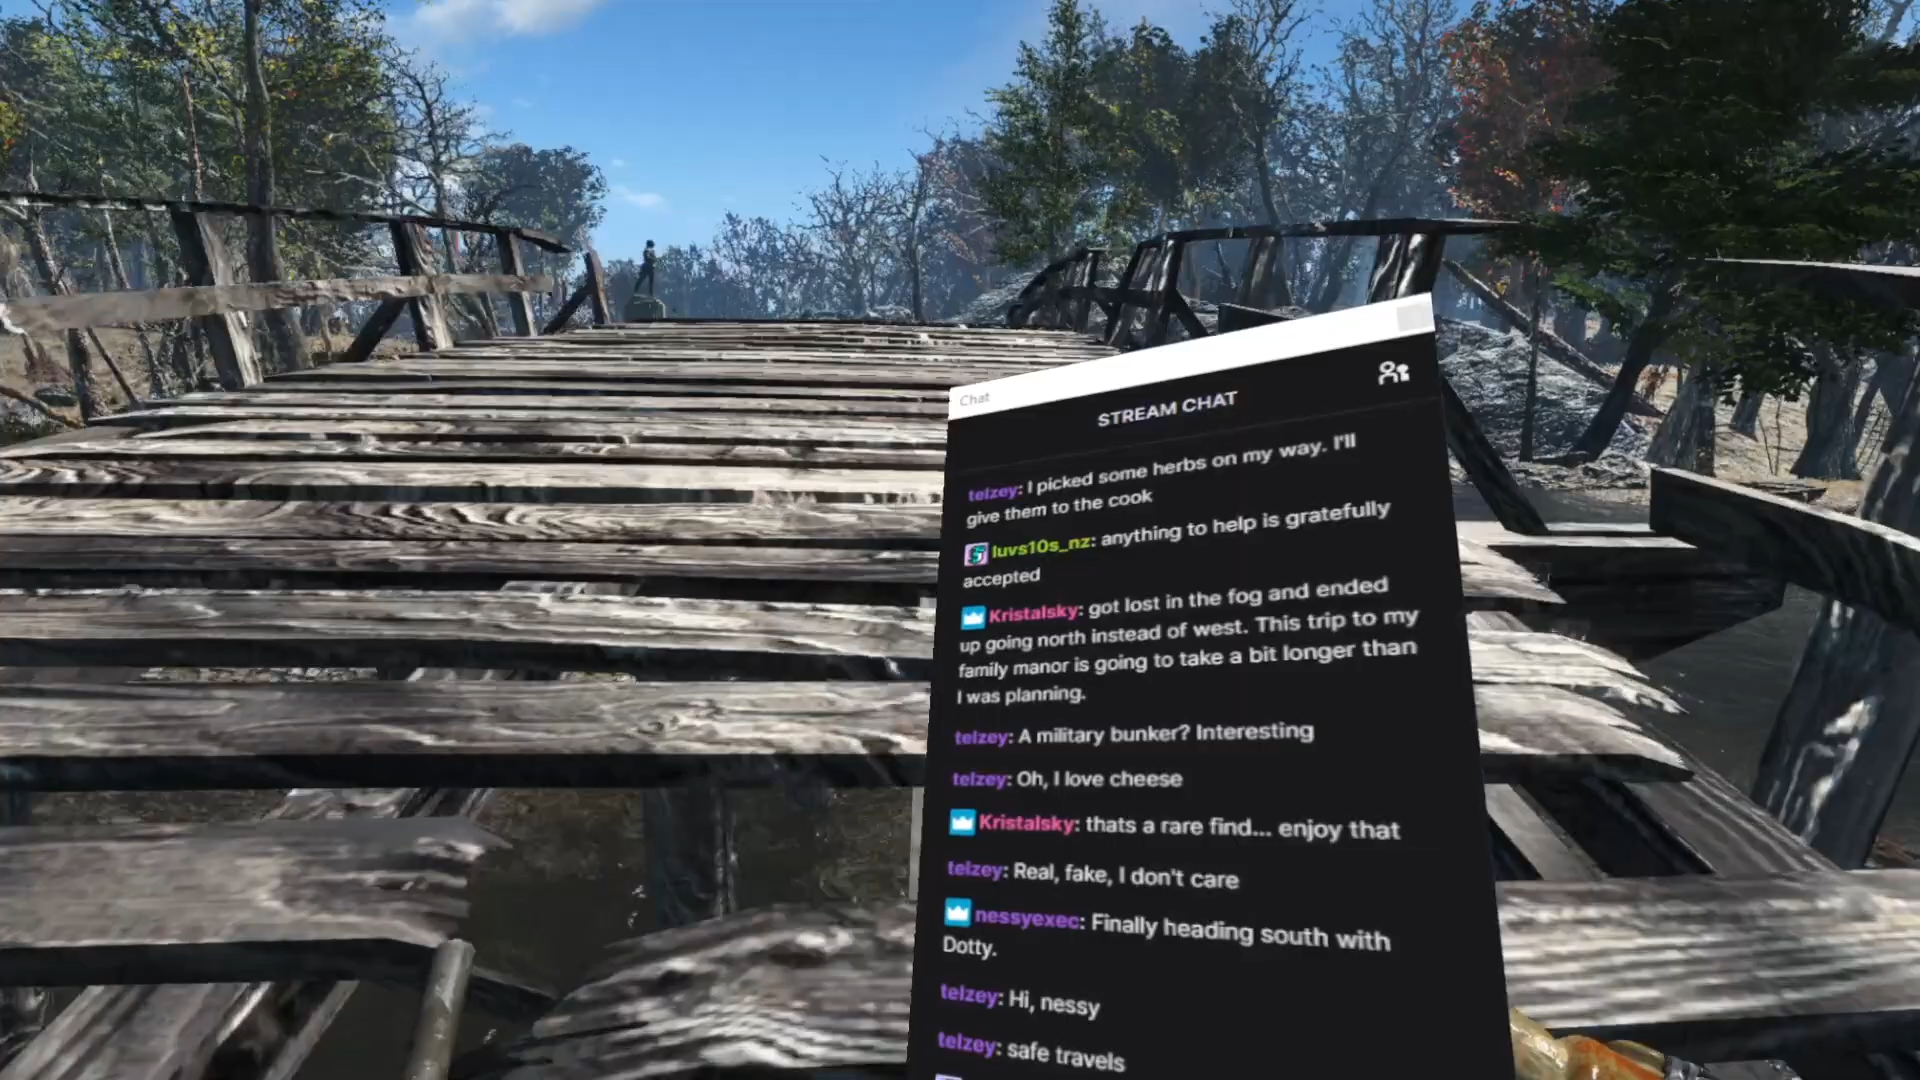 Chat
STREAM CHAT
telzey: I picked some herbs on my way. I'll
give them to the cook
luvs10s_nz: anything to help is gratefully
accepted
Kristalsky: got lost in the fog and ended
up going north instead of west. This trip to my
family manor is going to take a bit longer than
I was planning.
telzey: A military bunker? Interesting
telzey: Oh, I love cheese
Kristalsky: thats a rare find... enjoy that
telzey: Real, fake, I don't care
nessyexec: Finally heading south with
Dotty.
telzey: Hi, nessy
telzey: safe travels